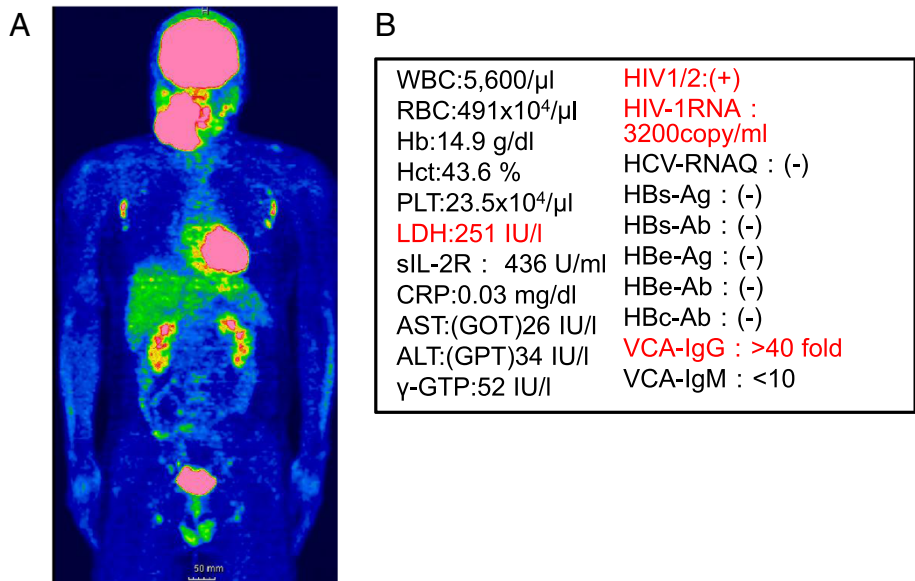 A
B
H
50 mm
WBC:5,600/µl
RBC:491x10⁴/µl
Hb:14.9 g/dl
Hct:43.6 %
PLT:23.5x10⁴/µl
LDH:251 IU/l
sIL-2R : 436 U/ml
CRP:0.03 mg/dl
AST:(GOT)26 IU/l
ALT:(GPT)34 IU/l
γ-GTP:52 IU/l
HIV1/2:(+)
HIV-1RNA :
3200copy/ml
HCV-RNAQ : (-)
HBs-Ag : (-)
HBs-Ab : (-)
HBe-Ag : (-)
HBe-Ab : (-)
HBc-Ab : (-)
VCA-IgG : >40 fold
VCA-IgM : <10